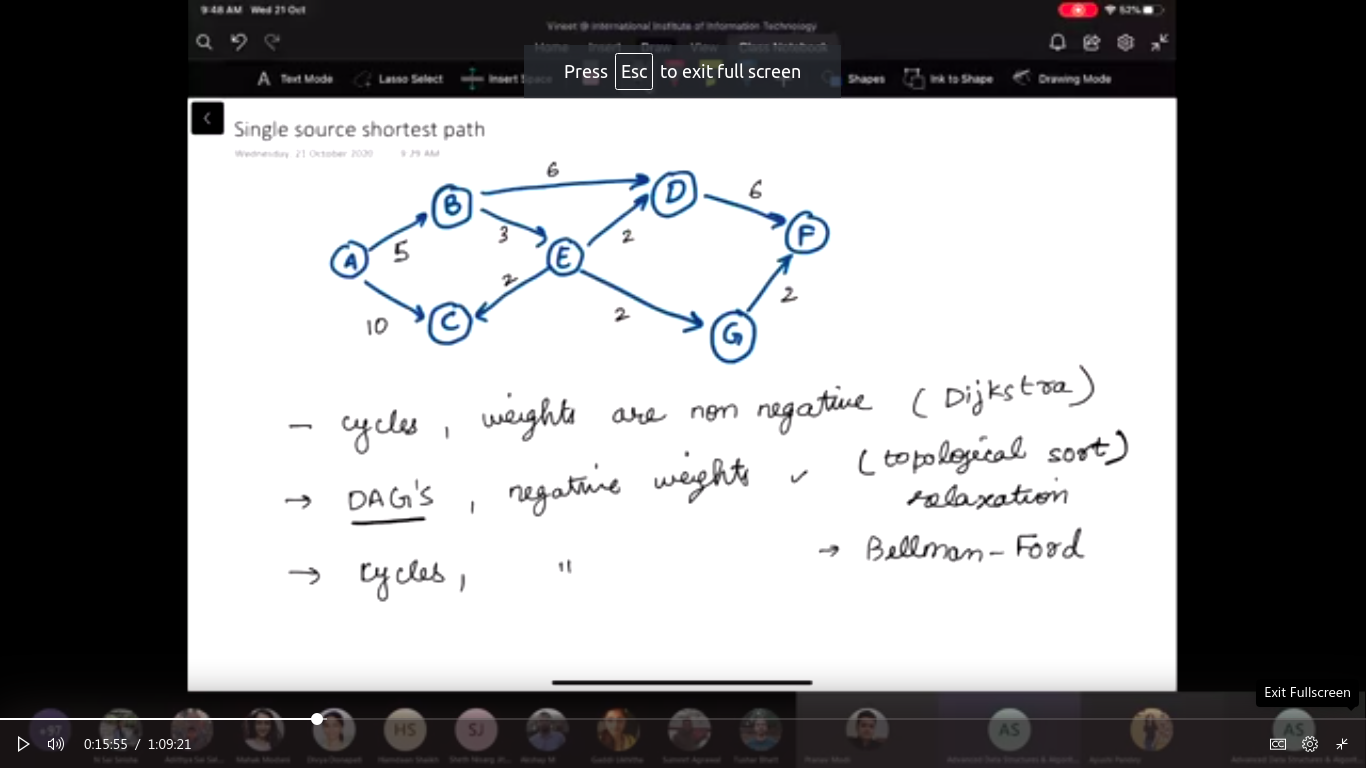 9:48 AM Wed 21 Oct
52%
Vineet @ International Institute of Information Technology
Home Insert Draw View Class Notebook
Press Esc to exit full screen
Text Mode Lasso Select Insert Shapes Ink to Shape Drawing Mode
Single source shortest path
Wednesday, 21 October 2020 9:29 AM
6
B D 6
5 3 2 F
A E
2
10 C 2 G 2
- cycles, weights are non negative (Dijkstra)
→ DAG's, negative weights ✓ (topological sort)
relaxation
→ cycles, " → Bellman-Ford
Exit Fullscreen
+37 HS SJ AS AS
0:15:55 / 1:09:21
CC